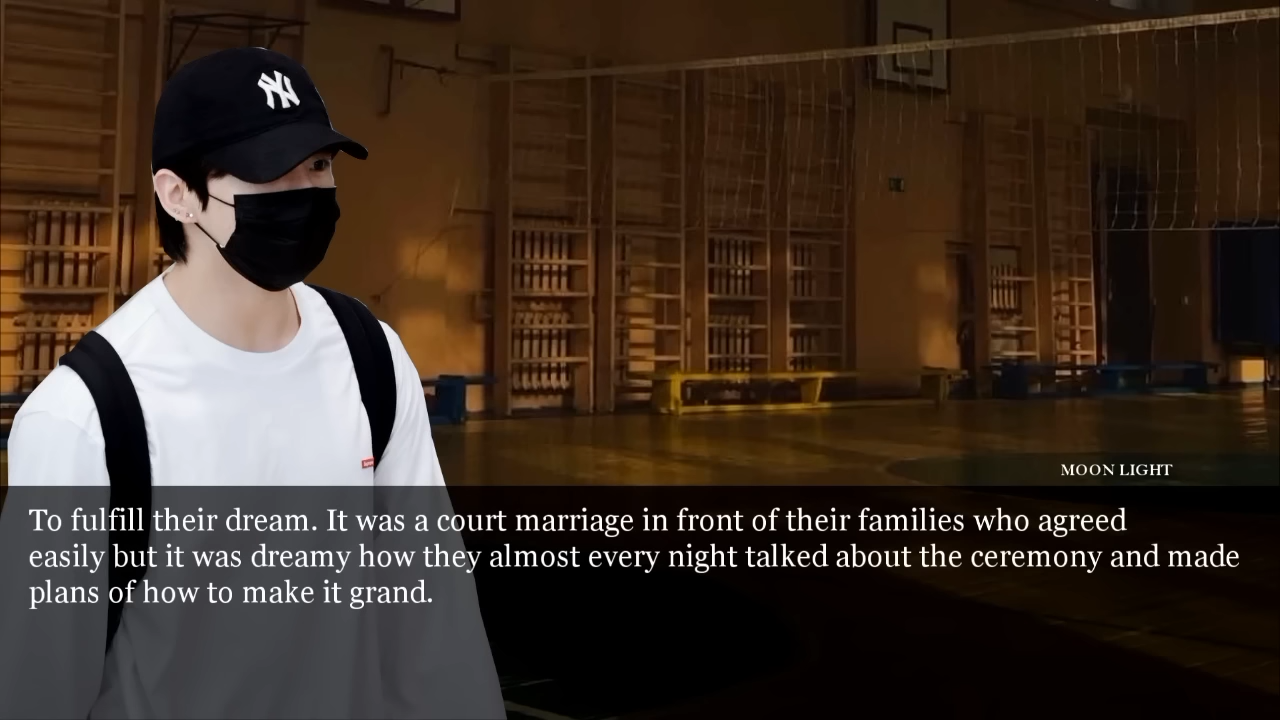 NY
MOON LIGHT
To fulfill their dream. It was a court marriage in front of their families who agreed
easily but it was dreamy how they almost every night talked about the ceremony and made
plans of how to make it grand.